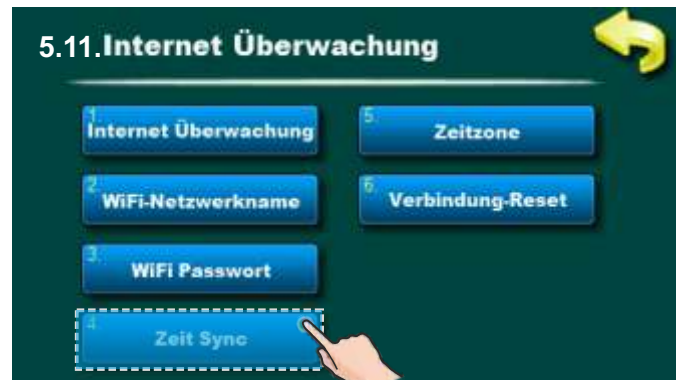 5.11.Internet Überwachung
1.
Internet Überwachung
2.
WiFi-Netzwerkname
3.
WiFi Passwort
4.
Zeit Sync
5.
Zeitzone
6.
Verbindung-Reset